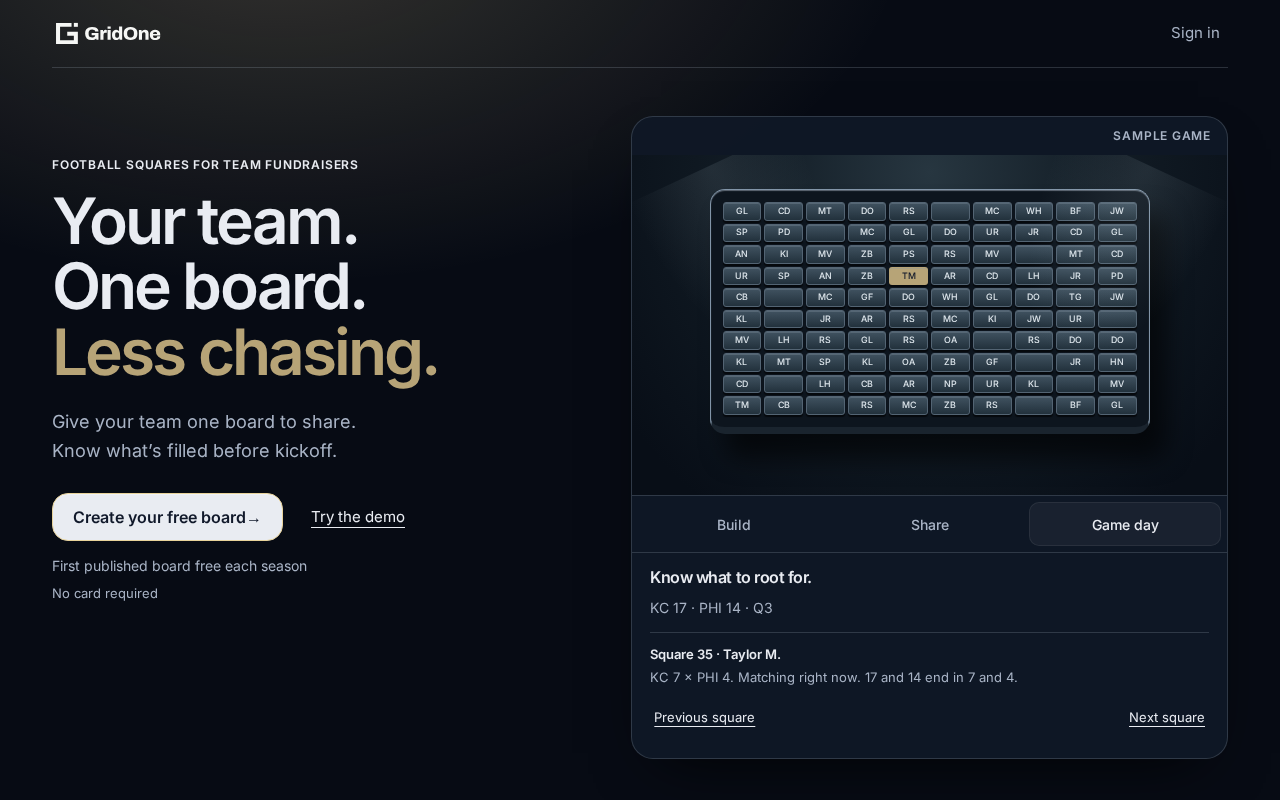 GridOne
Sign in
FOOTBALL SQUARES FOR TEAM FUNDRAISERS
Your team.
One board.
Less chasing.
Give your team one board to share.
Know what’s filled before kickoff.
Create your free board→
Try the demo
First published board free each season
No card required
SAMPLE GAME
GL CD MT DO RS MC WH BF JW
SP PD MC GL DO UR JR CD GL
AN KI MV ZB PS RS MV MT CD
UR SP AN ZB TM AR CD LH JR PD
CB MC GF DO WH GL DO TG JW
KL JR AR RS MC KI JW UR
MV LH RS GL RS OA RS DO DO
KL MT SP KL OA ZB GF JR HN
CD LH CB AR NP UR KL MV
TM CB RS MC ZB RS BF GL
Build
Share
Game day
Know what to root for.
KC 17 · PHI 14 · Q3
Square 35 · Taylor M.
KC 7 × PHI 4. Matching right now. 17 and 14 end in 7 and 4.
Previous square
Next square